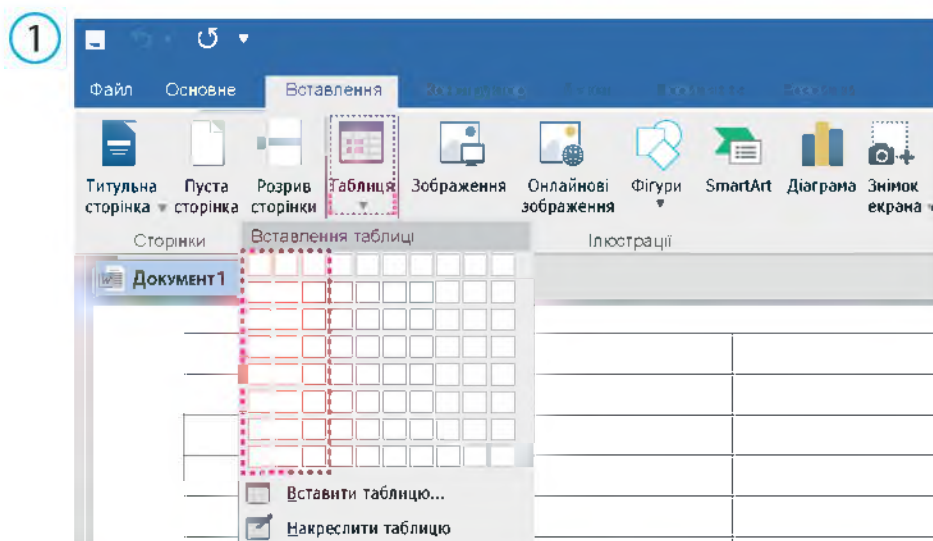 1
Файл Основне Вставлення
Титульна сторінка
Пуста сторінка
Розрив сторінки
Таблиця
Зображення
Онлайнові зображення
Фігури
SmartArt
Діаграма
Знімок екрана
Сторінки
Ілюстрації
Вставлення таблиці
Документ1
Вставити таблицю...
Накреслити таблицю